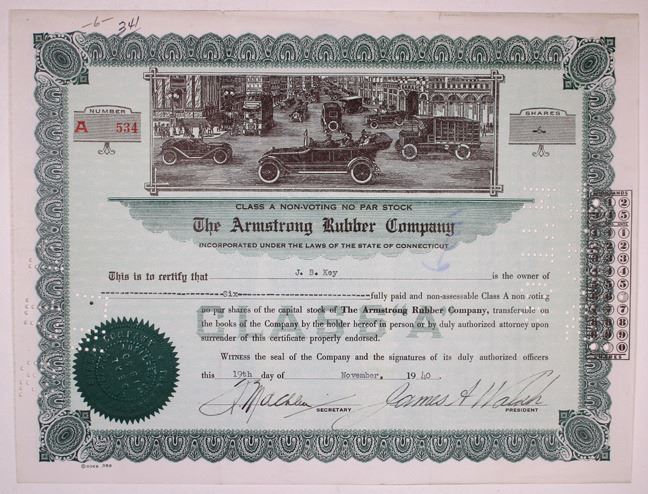 -6- 341
NUMBER
A 534
SHARES
CLASS A NON-VOTING NO PAR STOCK
The Armstrong Rubber Company
INCORPORATED UNDER THE LAWS OF THE STATE OF CONNECTICUT
This is to certify that J. B. Key is the owner of
Six fully paid and non-assessable Class A non voting
no par shares of the capital stock of The Armstrong Rubber Company, transferable on
the books of the Company by the holder hereof in person or by duly authorized attorney upon
surrender of this certificate properly endorsed.
CLASS "A"
WITNESS the seal of the Company and the signatures of its duly authorized officers
this 19th day of November, 1940.
SECRETARY
James A Walsh
PRESIDENT
©GOES